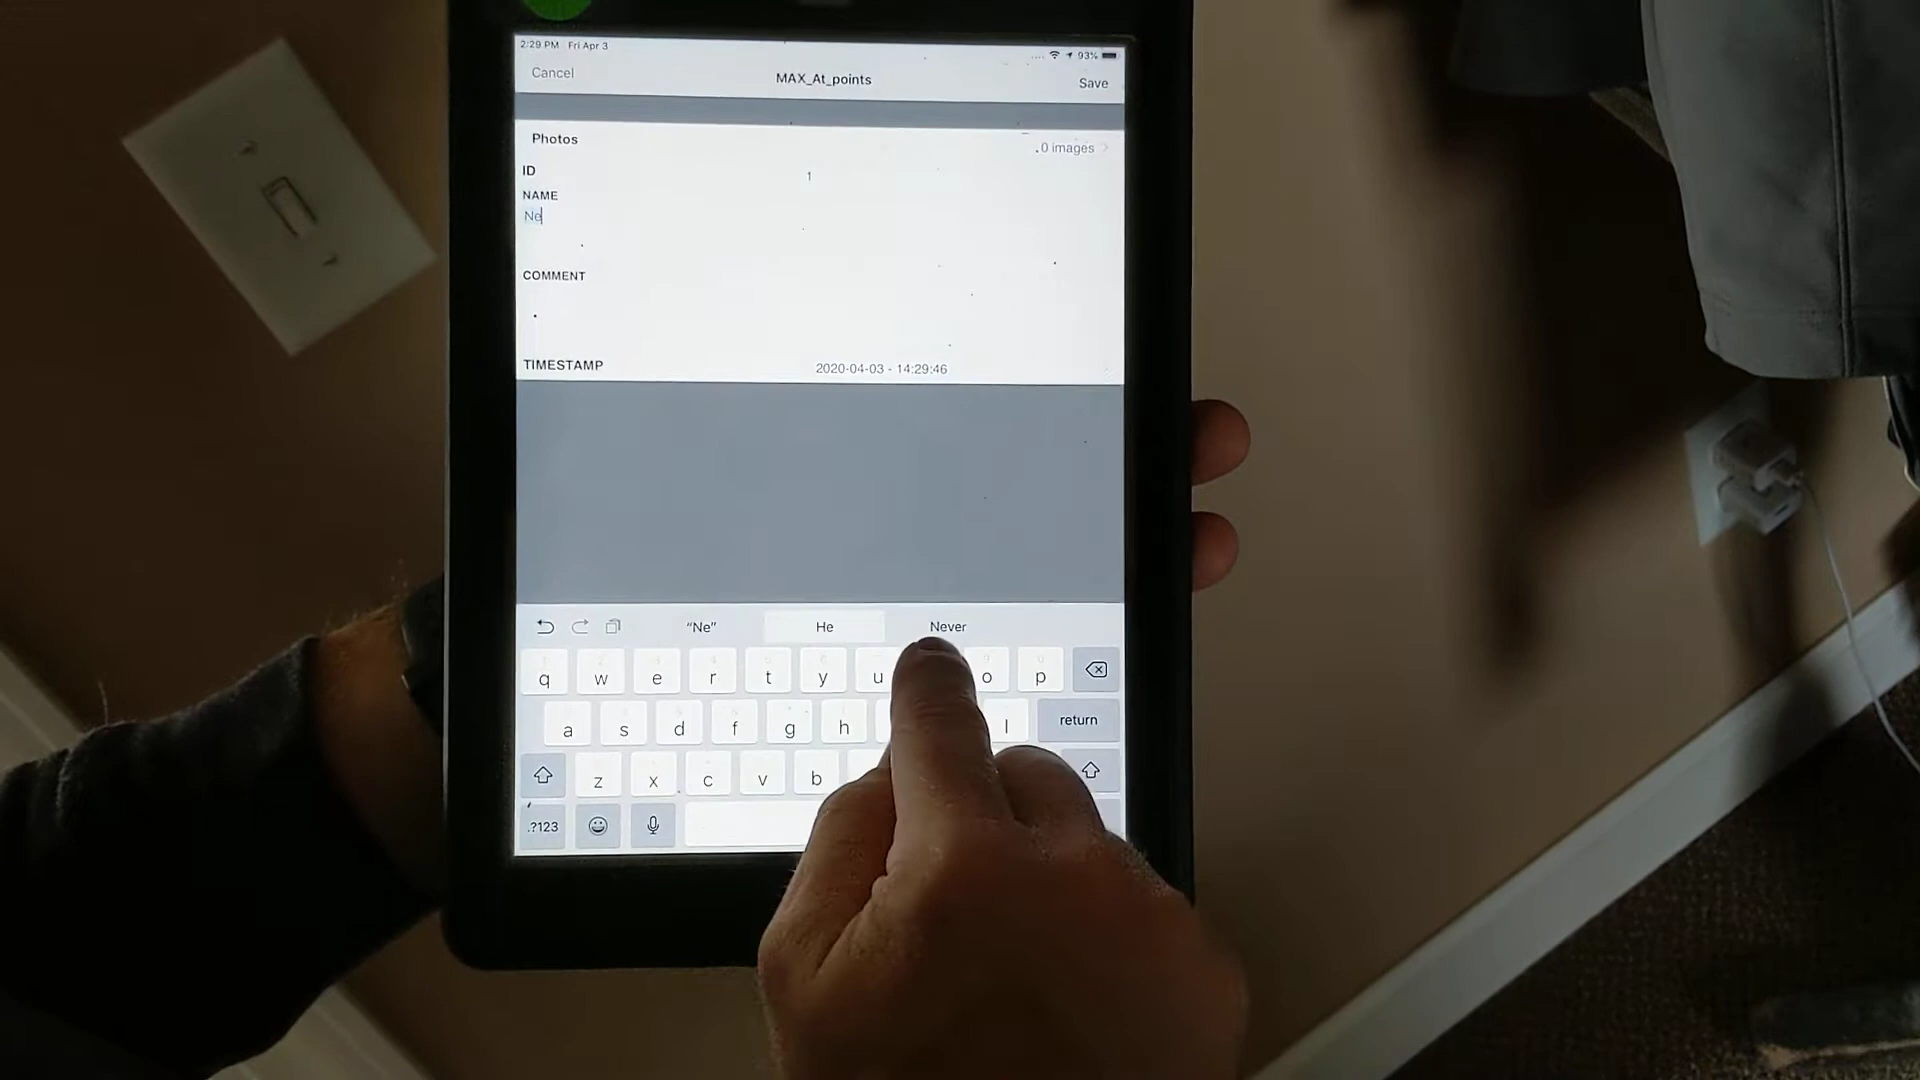 2:29 PM Fri Apr 3
93%
Cancel MAX_At_points Save
Photos 0 images
ID 1
NAME
Ne
COMMENT
TIMESTAMP 2020-04-03 - 14:29:46
"Ne" He Never
q w e r t y u o p
a s d f g h l return
z x c v b
.?123